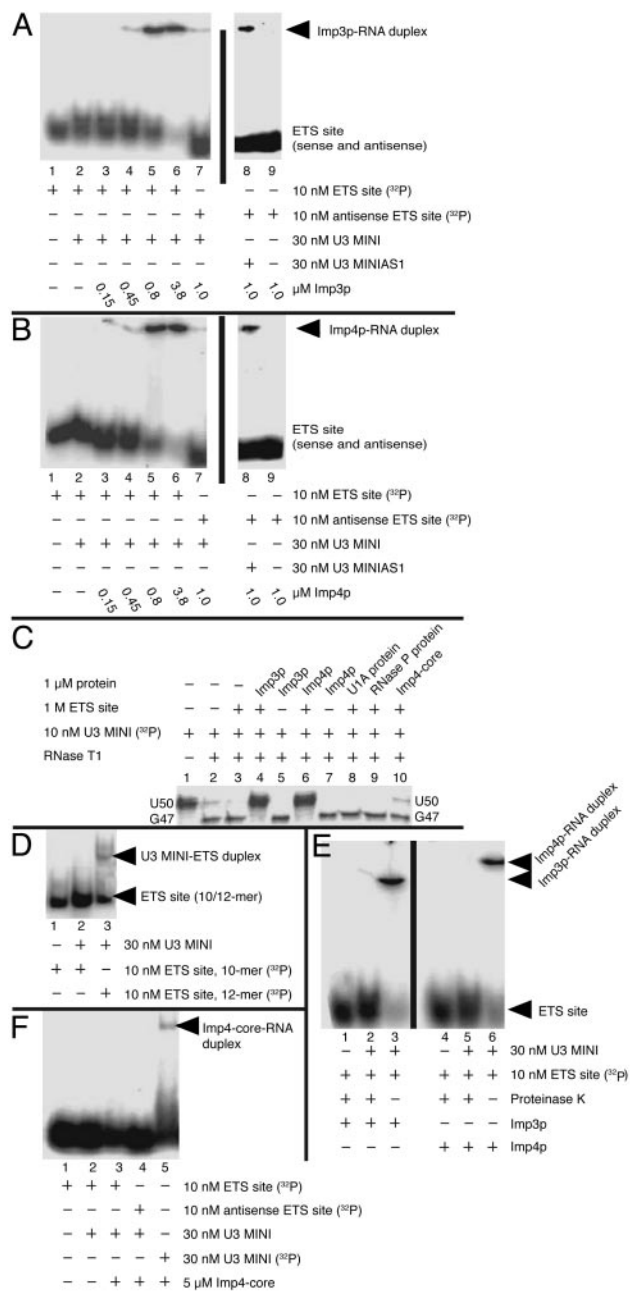 A
Imp3p-RNA duplex
ETS site
(sense and antisense)
1 2 3 4 5 6 7 8 9
+ + + + + + – – – 10 nM ETS site (³²P)
– – – – – – + + + 10 nM antisense ETS site (³²P)
– + + + + + + – – 30 nM U3 MINI
– – – – – – – + – 30 nM U3 MINIAS1
– – 0.15 0.45 0.8 3.8 1.0 1.0 1.0 µM Imp3p
B
Imp4p-RNA duplex
ETS site
(sense and antisense)
1 2 3 4 5 6 7 8 9
+ + + + + + – – – 10 nM ETS site (³²P)
– – – – – – + + + 10 nM antisense ETS site (³²P)
– + + + + + + – – 30 nM U3 MINI
– – – – – – – + – 30 nM U3 MINIAS1
– – 0.15 0.45 0.8 3.8 1.0 1.0 1.0 µM Imp4p
C
1 µM protein – – – Imp3p Imp3p Imp4p Imp4p U1A protein RNase P protein Imp4-core
1 M ETS site – – + + – + – + + +
10 nM U3 MINI (³²P) + + + + + + + + + +
RNase T1 – + + + + + + + + +
1 2 3 4 5 6 7 8 9 10
U50 U50
G47 G47
D
U3 MINI-ETS duplex
ETS site (10/12-mer)
1 2 3
– + + 30 nM U3 MINI
+ + – 10 nM ETS site, 10-mer (³²P)
– – + 10 nM ETS site, 12-mer (³²P)
E
Imp4p-RNA duplex
Imp3p-RNA duplex
ETS site
1 2 3 4 5 6
– + + – + + 30 nM U3 MINI
+ + + + + + 10 nM ETS site (³²P)
+ + – + + – Proteinase K
+ + + – – – Imp3p
– – – + + + Imp4p
F
Imp4-core-RNA
duplex
1 2 3 4 5
+ + + – – 10 nM ETS site (³²P)
– – – + – 10 nM antisense ETS site (³²P)
– + + + – 30 nM U3 MINI
– – – – + 30 nM U3 MINI (³²P)
– – + + + 5 µM Imp4-core